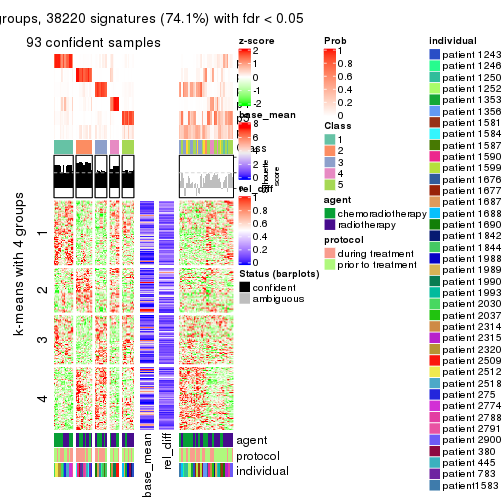 groups, 38220 signatures (74.1%) with fdr < 0.05
93 confident samples
k-means with 4 groups
1
2
3
4
base_mean
rel_diff
agent
protocol
individual
z-score
2
1
0
-1
-2
base_mean
8
6
4
2
0
rel_diff
1
0.8
0.6
0.4
0.2
0
Status (barplots)
confident
ambiguous
score
Prob
1
0.8
0.6
0.4
0.2
0
Class
1
2
3
4
5
agent
chemoradiotherapy
radiotherapy
protocol
during treatment
prior to treatment
individual
patient 1243
patient 1246
patient 1250
patient 1252
patient 1353
patient 1356
patient 1581
patient 1584
patient 1587
patient 1590
patient 1599
patient 1676
patient 1677
patient 1687
patient 1688
patient 1690
patient 1842
patient 1844
patient 1988
patient 1989
patient 1990
patient 1993
patient 2030
patient 2037
patient 2314
patient 2315
patient 2320
patient 2509
patient 2512
patient 2518
patient 275
patient 2774
patient 2788
patient 2791
patient 2900
patient 380
patient 445
patient 783
patient1583